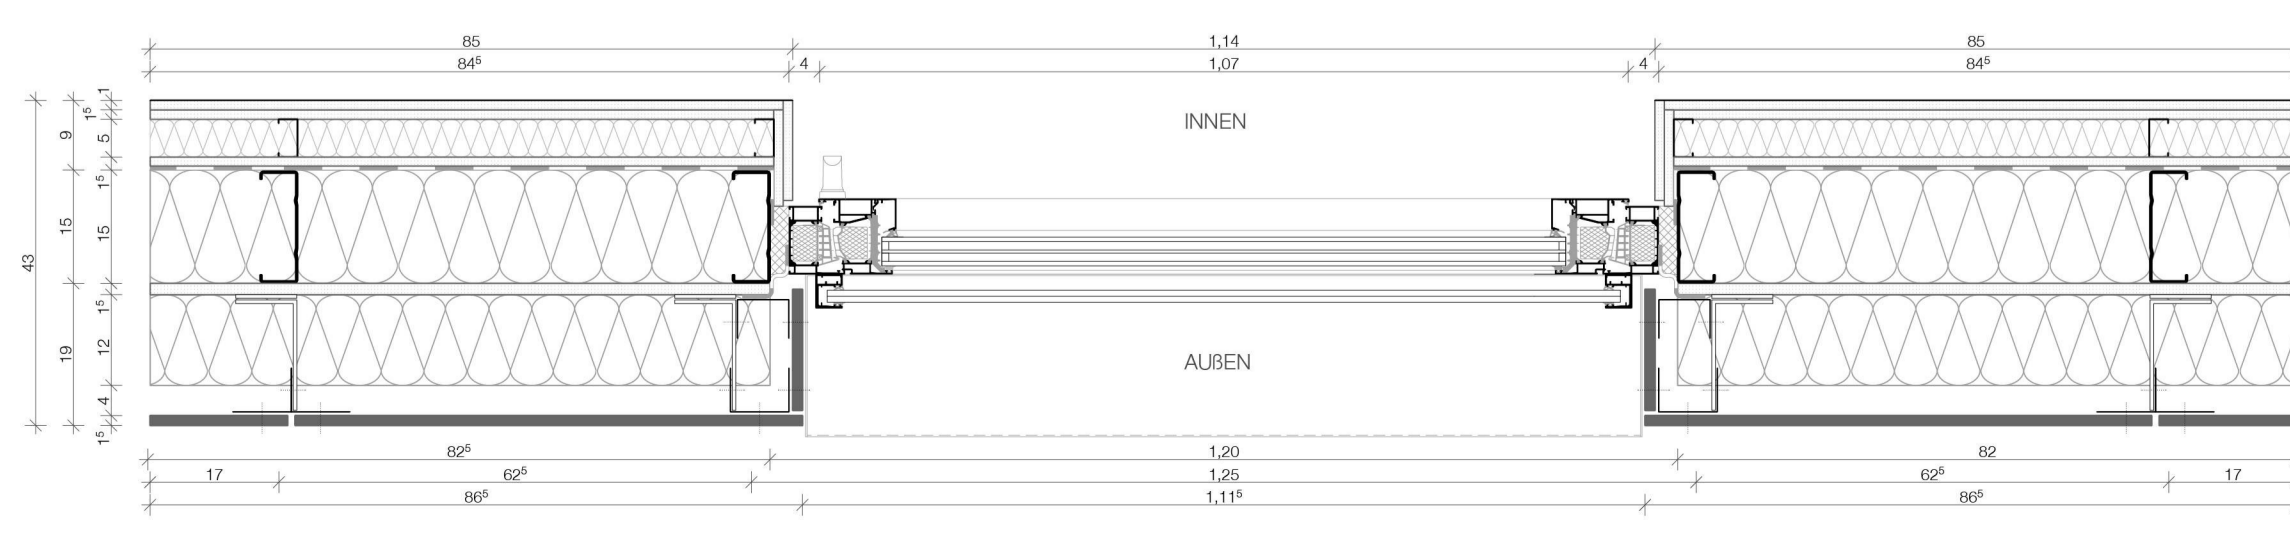 85 1,14 85
84⁵ 4 1,07 4 84⁵
1
1⁵
INNEN
9 5
1⁵
15 15
43
1⁵
19 12
AUßEN
4
1⁵
82⁵ 1,20 82
17 62⁵ 1,25 62⁵ 17
86⁵ 1,11⁵ 86⁵